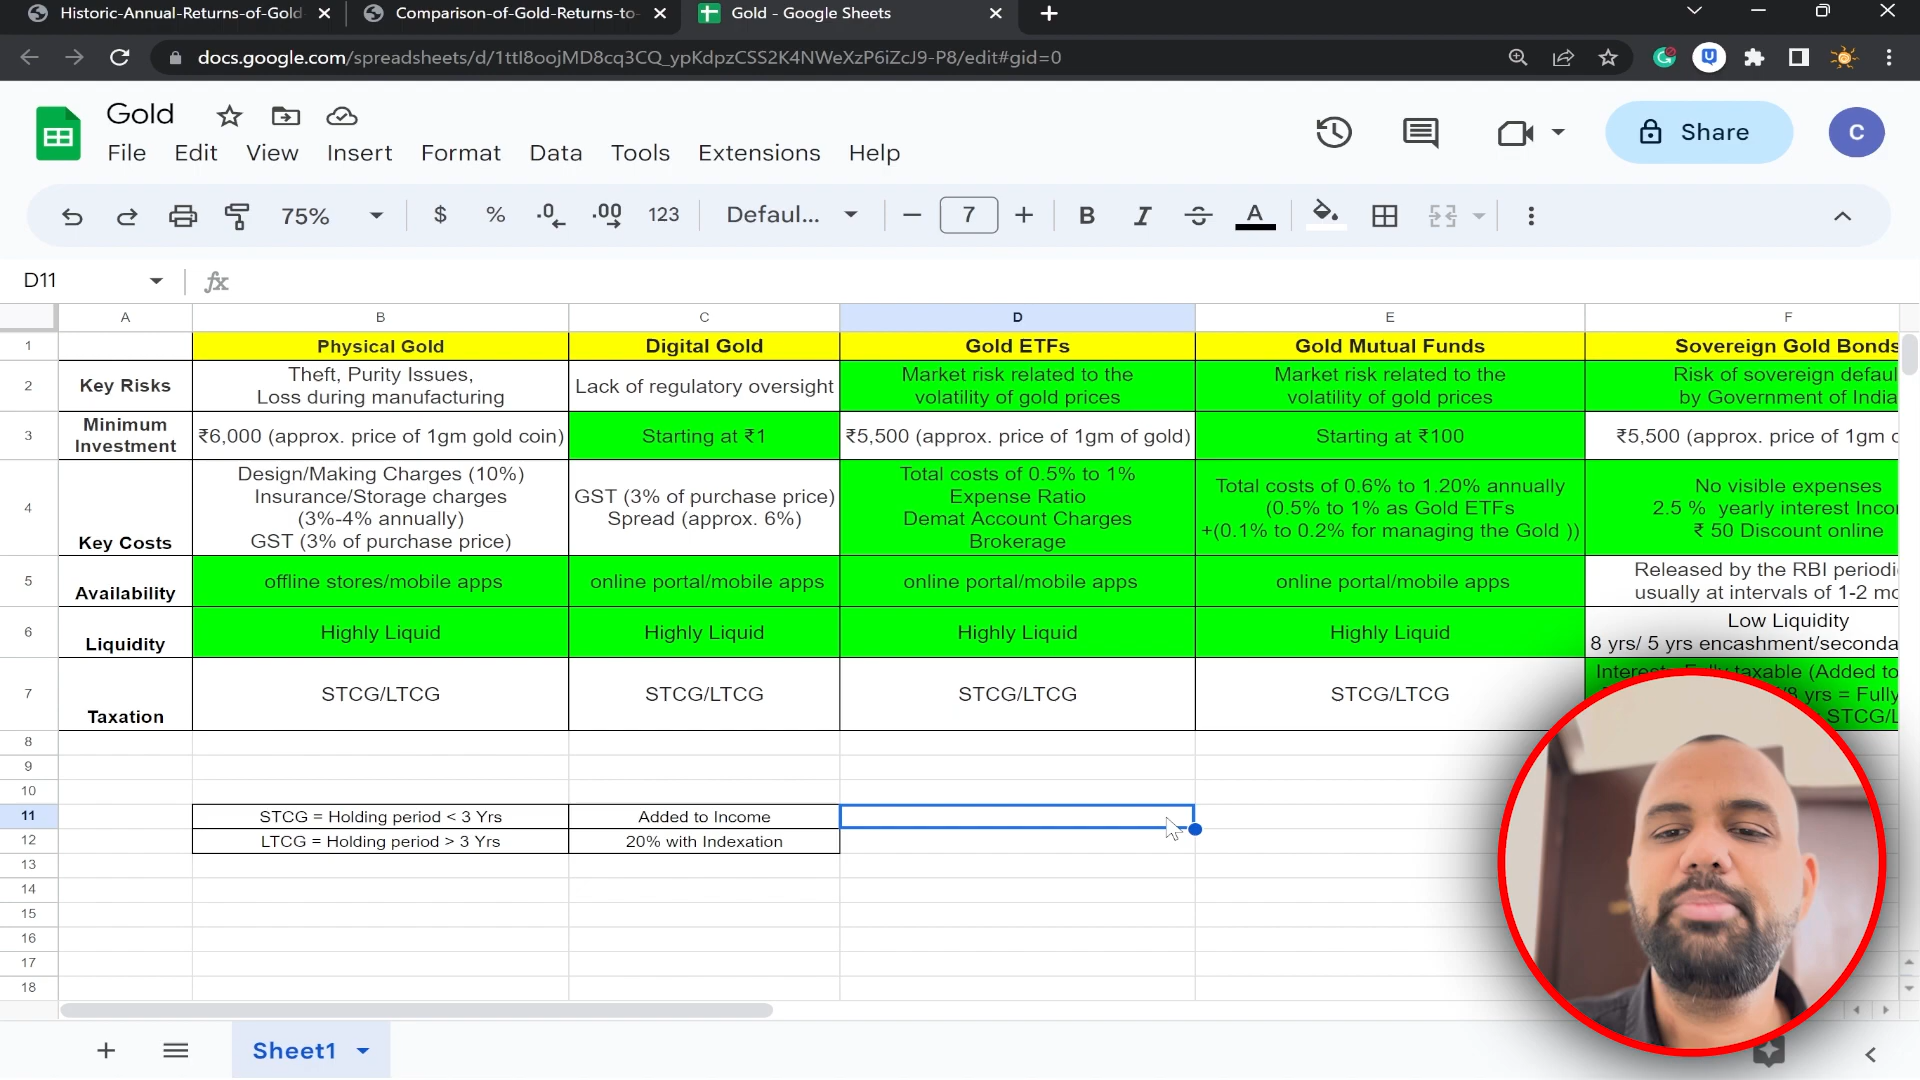 Historic-Annual-Returns-of-Gold
Comparison-of-Gold-Returns-to
Gold - Google Sheets
docs.google.com/spreadsheets/d/1ttI8oojMD8cq3CQ_ypKdpzCSS2K4NWeXzP6iZcJ9-P8/edit#gid=0
Gold
File Edit View Insert Format Data Tools Extensions Help
Share
C
75% $ % .0 .00 123 Defaul... 7 B I A
D11
fx
A B C D E F
1 Physical Gold Digital Gold Gold ETFs Gold Mutual Funds Sovereign Gold Bonds
2 Key Risks
Theft, Purity Issues,
Loss during manufacturing
Lack of regulatory oversight
Market risk related to the
volatility of gold prices
Market risk related to the
volatility of gold prices
Risk of sovereign defaul
by Government of India
3 Minimum
Investment
₹6,000 (approx. price of 1gm gold coin)
Starting at ₹1
₹5,500 (approx. price of 1gm of gold)
Starting at ₹100
₹5,500 (approx. price of 1gm
4 Key Costs
Design/Making Charges (10%)
Insurance/Storage charges
(3%-4% annually)
GST (3% of purchase price)
GST (3% of purchase price)
Spread (approx. 6%)
Total costs of 0.5% to 1%
Expense Ratio
Demat Account Charges
Brokerage
Total costs of 0.6% to 1.20% annually
(0.5% to 1% as Gold ETFs
+(0.1% to 0.2% for managing the Gold ))
No visible expenses
2.5 % yearly interest Incor
₹ 50 Discount online
5 Availability
offline stores/mobile apps
online portal/mobile apps
online portal/mobile apps
online portal/mobile apps
Released by the RBI periodi
usually at intervals of 1-2 mo
6 Liquidity
Highly Liquid
Highly Liquid
Highly Liquid
Highly Liquid
Low Liquidity
8 yrs/ 5 yrs encashment/seconda
7 Taxation
STCG/LTCG
STCG/LTCG
STCG/LTCG
STCG/LTCG
taxable (Added to
yrs = Fully
STCG/L
8
9
10
11 STCG = Holding period < 3 Yrs Added to Income
12 LTCG = Holding period > 3 Yrs 20% with Indexation
13
14
15
16
17
18
Sheet1